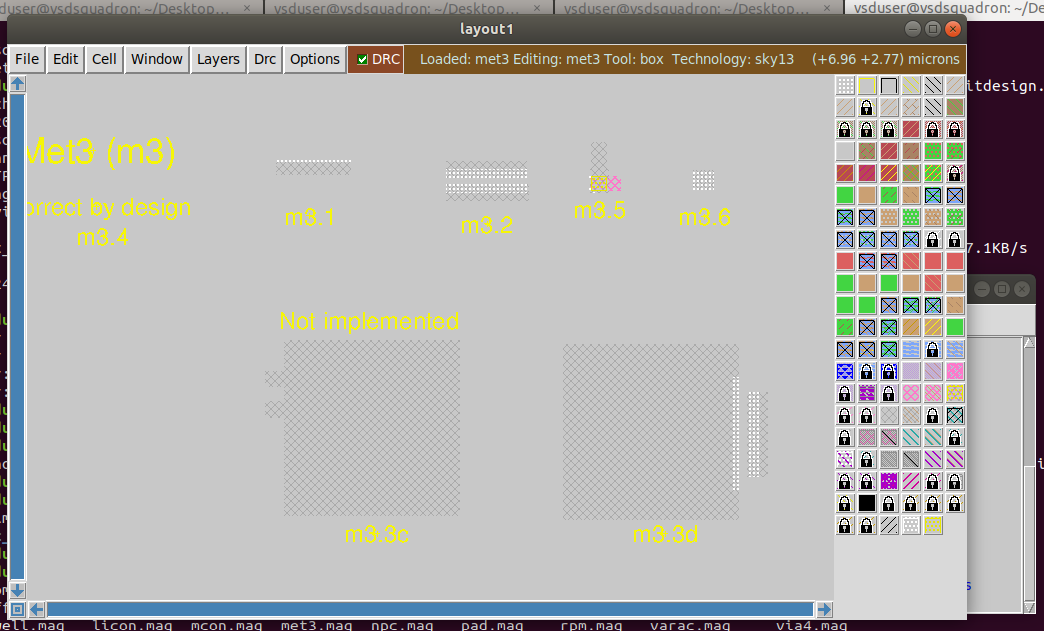 vsduser@vsdsquadron: ~/Desktop... × vsduser@vsdsquadron: ~/Desktop... × vsduser@vsdsquadron: ~/Desktop... × vsduser@vsdsquadron: ~/De
layout1
File Edit Cell Window Layers Drc Options DRC Loaded: met3 Editing: met3 Tool: box Technology: sky13 (+6.96 +2.77) microns
itdesign.
Met3 (m3)
orrect by design
m3.4
m3.1
m3.2
m3.5
m3.6
7.1KB/s
Not implemented
m3.3c
m3.3d
well.mag licon.mag mcon.mag met3.mag npc.mag pad.mag rpm.mag varac.mag via4.mag